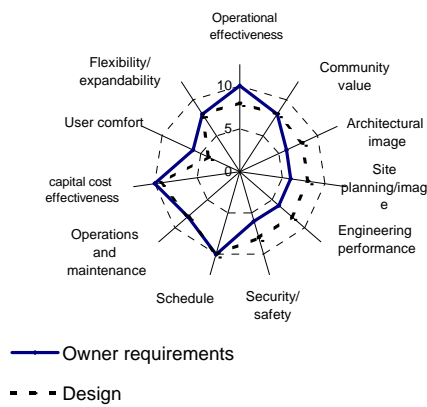 Operational
effectiveness
Flexibility/
expandability
Community
value
10
User comfort
Architectural
image
5
capital cost
effectiveness
0
Site
planning/imag
e
Operations
and
maintenance
Engineering
performance
Schedule
Security/
safety
Owner requirements
Design